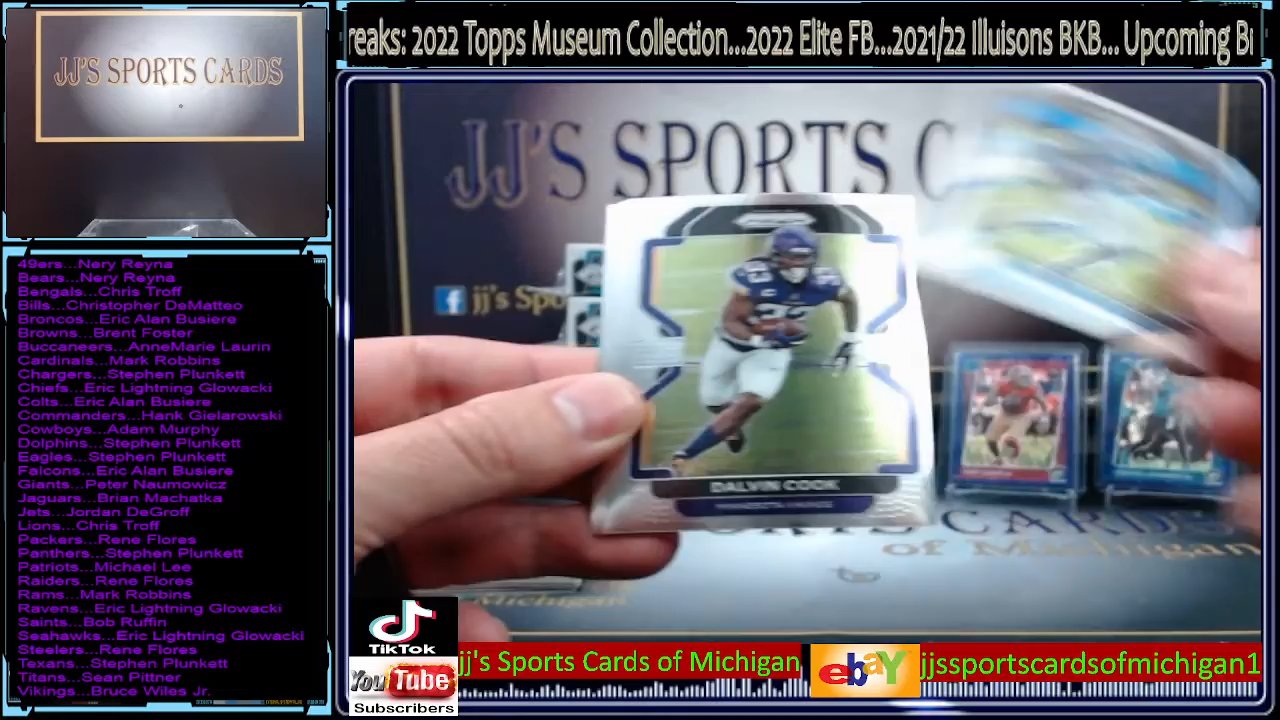 JJ'S SPORTS CARDS
reaks: 2022 Topps Museum Collection...2022 Elite FB...2021/22 Illuisons BKB... Upcoming B
JJ'S SPORTS C
jj's Spo
PRIZM
DALVIN COOK
MINNESOTA VIKINGS
CARDS
of Michigan
Michigan
49ers...Nery Reyna
Bears...Nery Reyna
Bengals...Chris Troff
Bills...Christopher DeMatteo
Broncos...Eric Alan Busiere
Browns...Brent Foster
Buccaneers...AnneMarie Laurin
Cardinals...Mark Robbins
Chargers...Stephen Plunkett
Chiefs...Eric Lightning Glowacki
Colts...Eric Alan Busiere
Commanders...Hank Gielarowski
Cowboys...Adam Murphy
Dolphins...Stephen Plunkett
Eagles...Stephen Plunkett
Falcons...Eric Alan Busiere
Giants...Peter Naumowicz
Jaguars...Brian Machatka
Jets...Jordan DeGroff
Lions...Chris Troff
Packers...Rene Flores
Panthers...Stephen Plunkett
Patriots...Michael Lee
Raiders...Rene Flores
Rams...Mark Robbins
Ravens...Eric Lightning Glowacki
Saints...Bob Ruffin
Seahawks...Eric Lightning Glowacki
Steelers...Rene Flores
Texans...Stephen Plunkett
Titans...Sean Pittner
Vikings...Bruce Wiles Jr.
TikTok
YouTube
Subscribers
jj's Sports Cards of Michigan
ebay
jjssportscardsofmichigan1